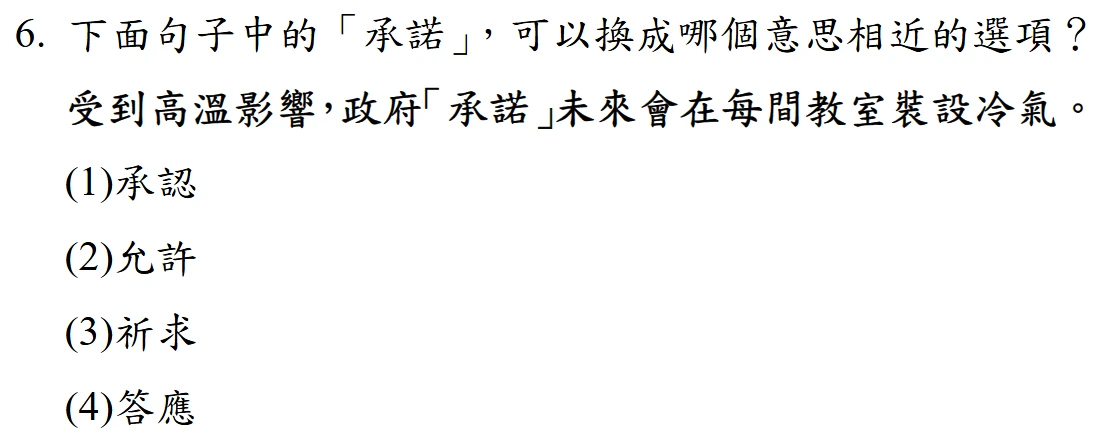 6. 下面句子中的「承諾」，可以換成哪個意思相近的選項？
受到高溫影響，政府「承諾」未來會在每間教室裝設冷氣。
(1)承認
(2)允許
(3)祈求
(4)答應